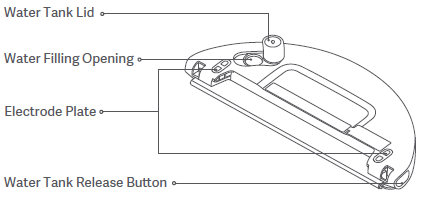 Water Tank Lid
Water Filling Opening
Electrode Plate
Water Tank Release Button